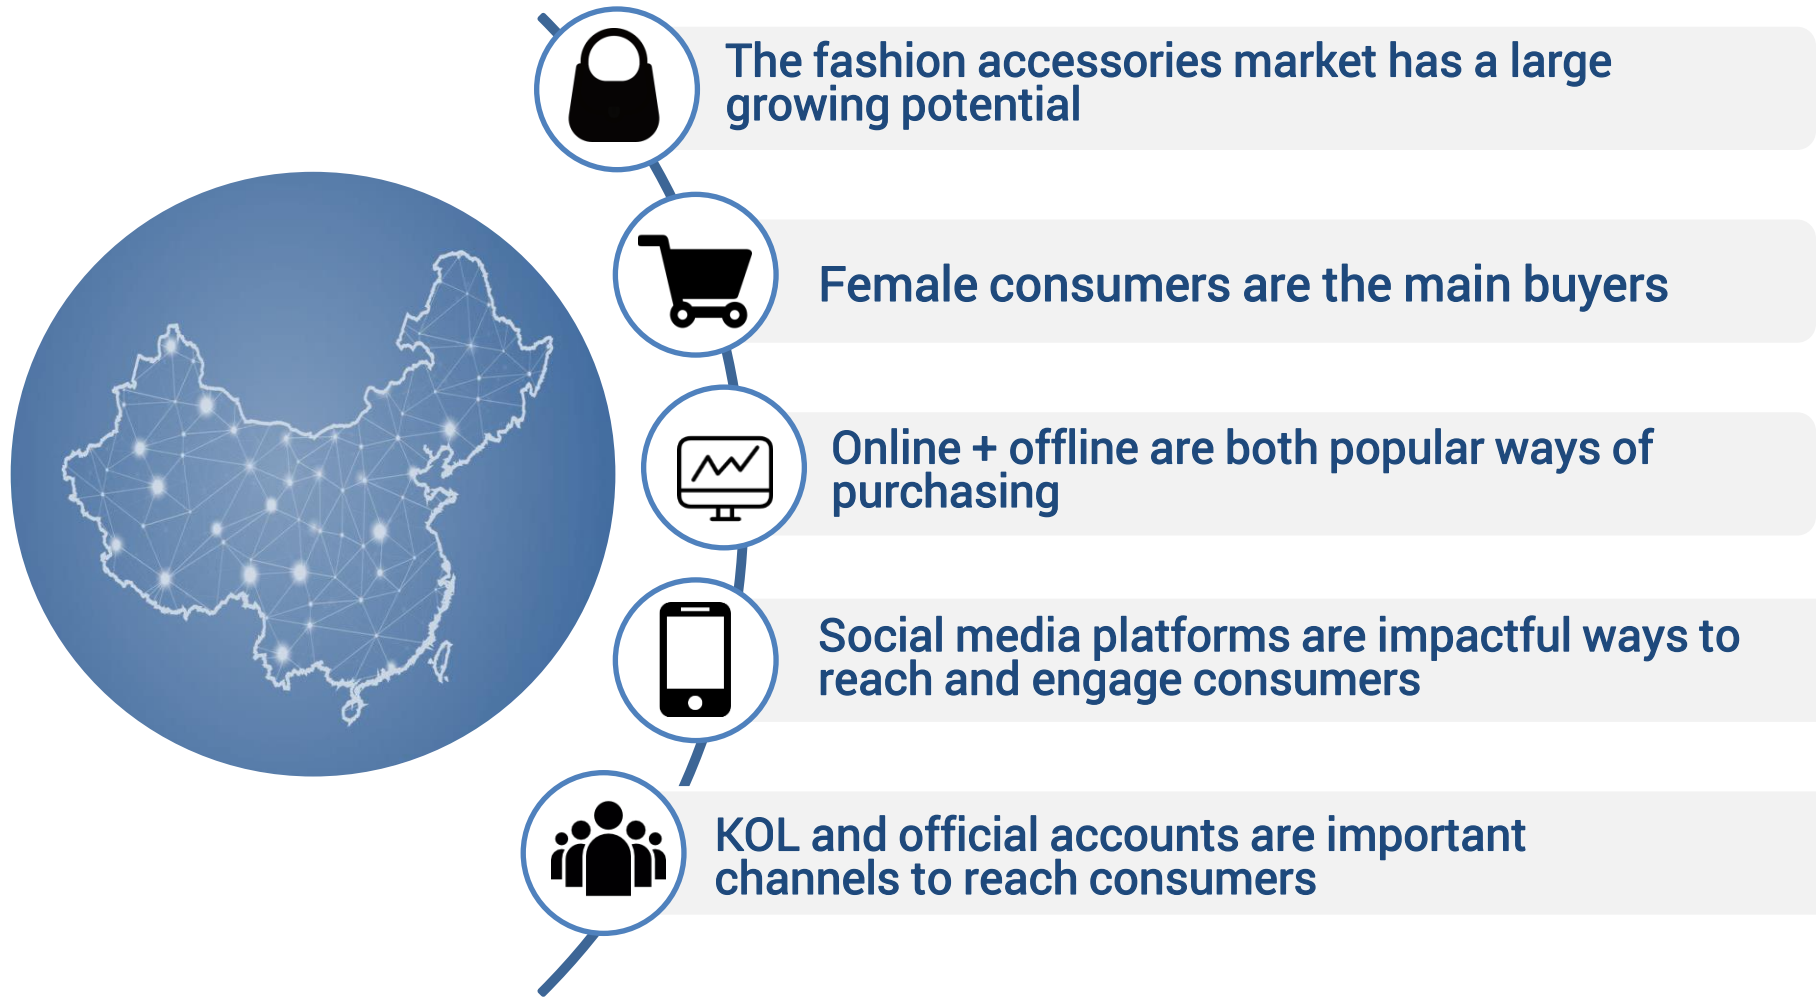 The fashion accessories market has a large
growing potential
Female consumers are the main buyers
Online + offline are both popular ways of
purchasing
Social media platforms are impactful ways to
reach and engage consumers
KOL and official accounts are important
channels to reach consumers